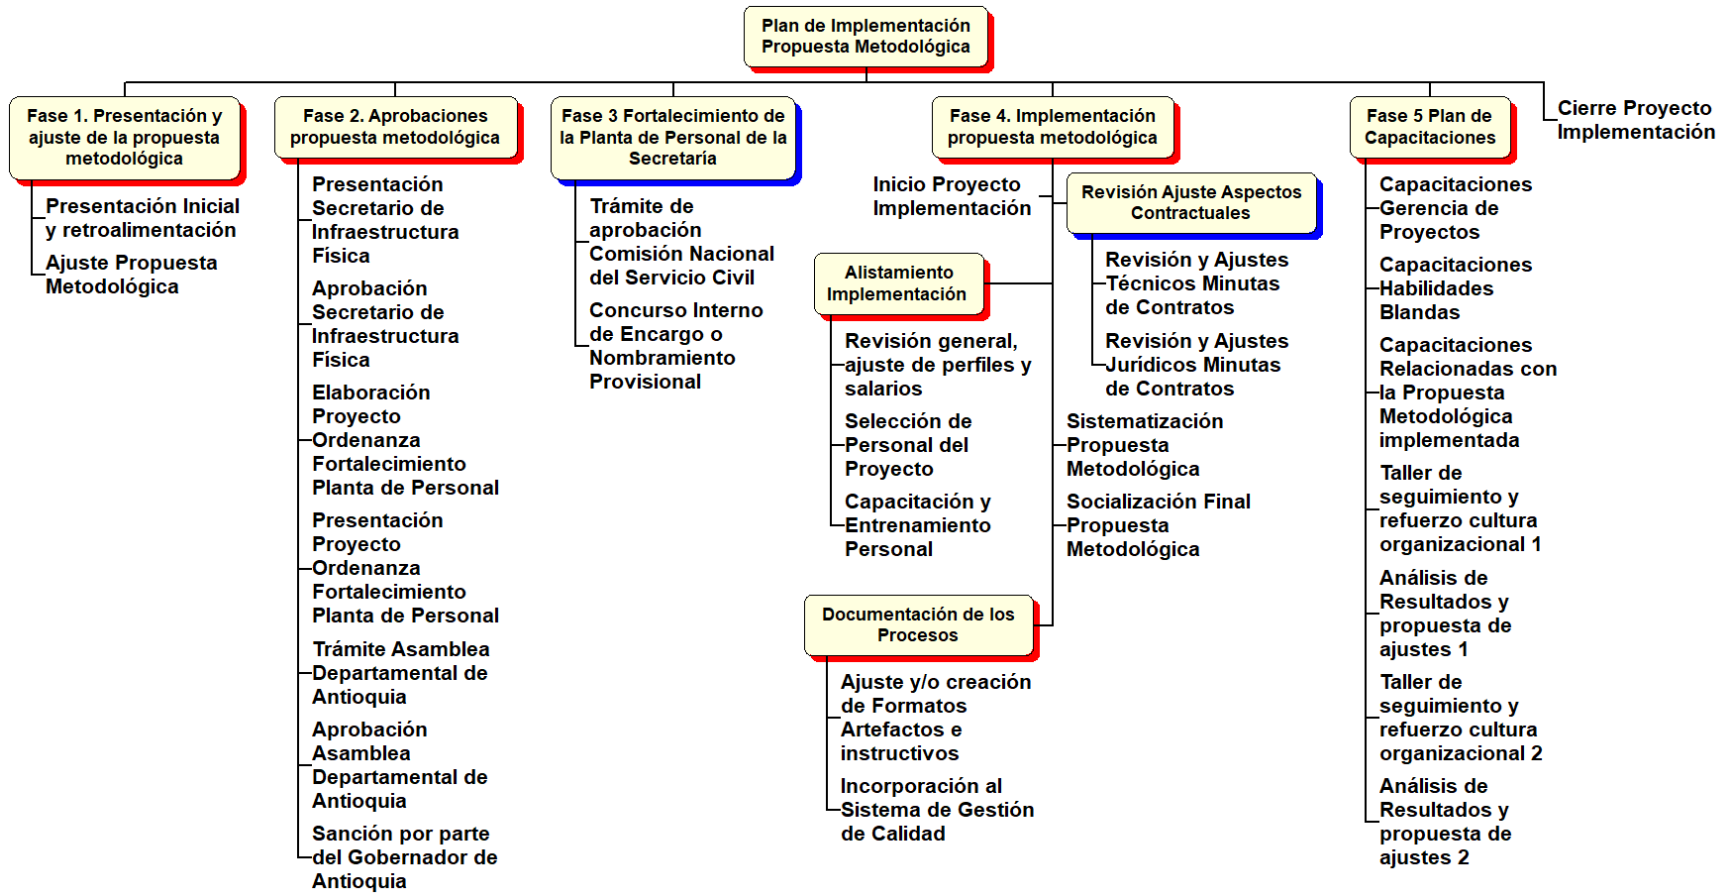 Plan de Implementación
Propuesta Metodológica
Fase 1. Presentación y
ajuste de la propuesta
metodológica
Presentación Inicial
y retroalimentación
Ajuste Propuesta
Metodológica
Fase 2. Aprobaciones
propuesta metodológica
Presentación
Secretario de
Infraestructura
Física
Aprobación
Secretario de
Infraestructura
Física
Elaboración
Proyecto
Ordenanza
Fortalecimiento
Planta de Personal
Presentación
Proyecto
Ordenanza
Fortalecimiento
Planta de Personal
Trámite Asamblea
Departamental de
Antioquia
Aprobación
Asamblea
Departamental de
Antioquia
Sanción por parte
del Gobernador de
Antioquia
Fase 3 Fortalecimiento de
la Planta de Personal de la
Secretaría
Trámite de
aprobación
Comisión Nacional
del Servicio Civil
Concurso Interno
de Encargo o
Nombramiento
Provisional
Fase 4. Implementación
propuesta metodológica
Inicio Proyecto
Implementación
Revisión Ajuste Aspectos
Contractuales
Revisión y Ajustes
Técnicos Minutas
de Contratos
Revisión y Ajustes
Jurídicos Minutas
de Contratos
Alistamiento
Implementación
Revisión general,
ajuste de perfiles y
salarios
Selección de
Personal del
Proyecto
Capacitación y
Entrenamiento
Personal
Sistematización
Propuesta
Metodológica
Socialización Final
Propuesta
Metodológica
Documentación de los
Procesos
Ajuste y/o creación
de Formatos
Artefactos e
instructivos
Incorporación al
Sistema de Gestión
de Calidad
Fase 5 Plan de
Capacitaciones
Capacitaciones
Gerencia de
Proyectos
Capacitaciones
Habilidades
Blandas
Capacitaciones
Relacionadas con
la Propuesta
Metodológica
implementada
Taller de
seguimiento y
refuerzo cultura
organizacional 1
Análisis de
Resultados y
propuesta de
ajustes 1
Taller de
seguimiento y
refuerzo cultura
organizacional 2
Análisis de
Resultados y
propuesta de
ajustes 2
Cierre Proyecto
Implementación